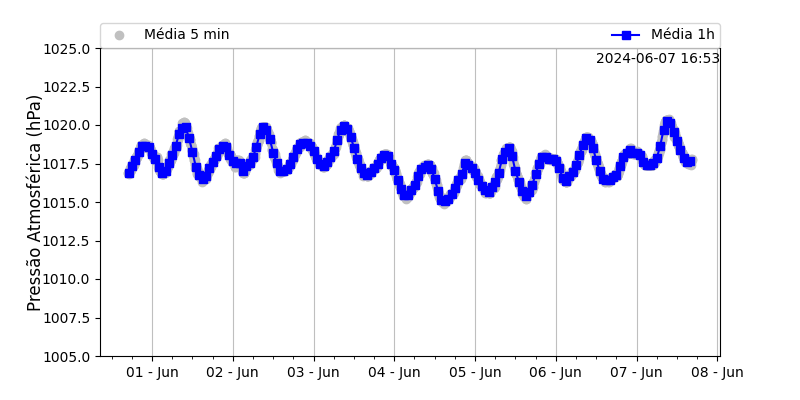 Média 5 min
Média 1h
2024-06-07 16:53
Pressão Atmosférica (hPa)
1025.0
1022.5
1020.0
1017.5
1015.0
1012.5
1010.0
1007.5
1005.0
01 - Jun
02 - Jun
03 - Jun
04 - Jun
05 - Jun
06 - Jun
07 - Jun
08 - Jun